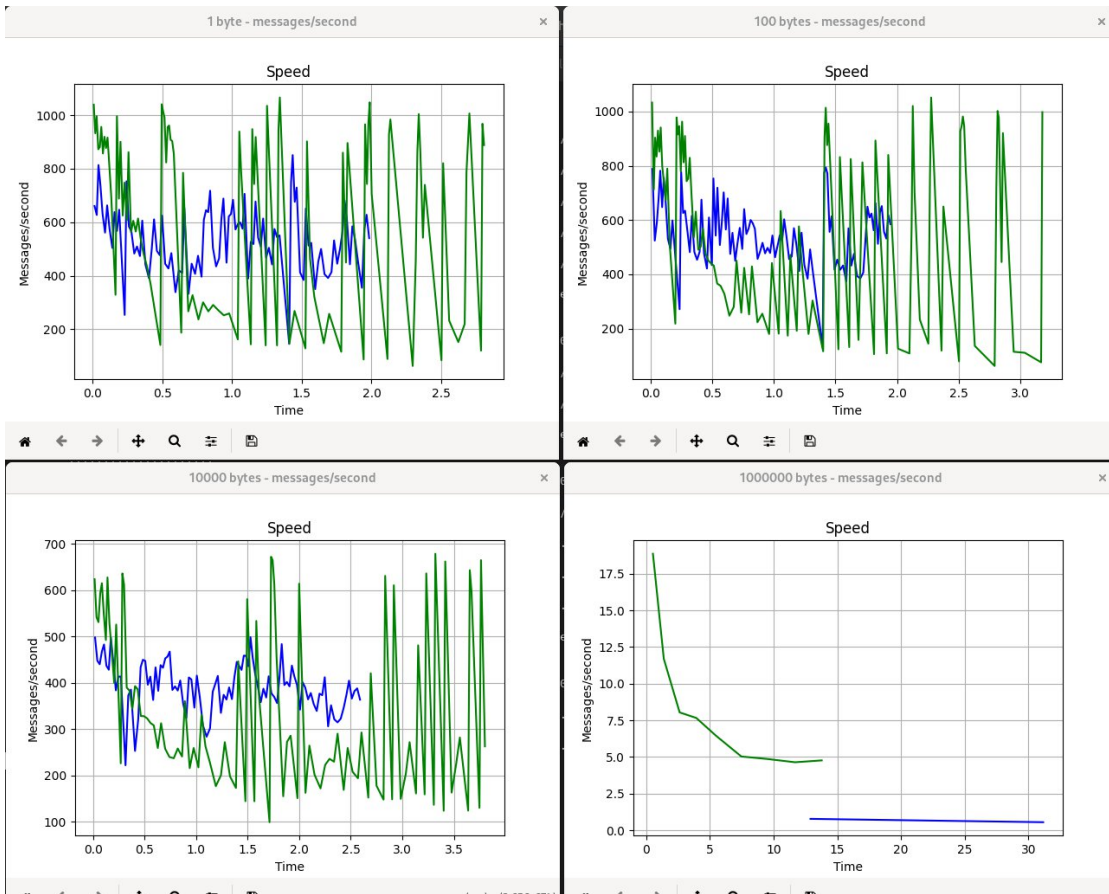 1 byte - messages/second ×
Speed
1000
800
600
400
200
Messages/second
0.0 0.5 1.0 1.5 2.0 2.5
Time
100 bytes - messages/second ×
Speed
1000
800
600
400
200
Messages/second
0.0 0.5 1.0 1.5 2.0 2.5 3.0
Time
10000 bytes - messages/second ×
Speed
700
600
500
400
300
200
100
Messages/second
0.0 0.5 1.0 1.5 2.0 2.5 3.0 3.5
Time
1000000 bytes - messages/second ×
Speed
17.5
15.0
12.5
10.0
7.5
5.0
2.5
0.0
Messages/second
0 5 10 15 20 25 30
Time